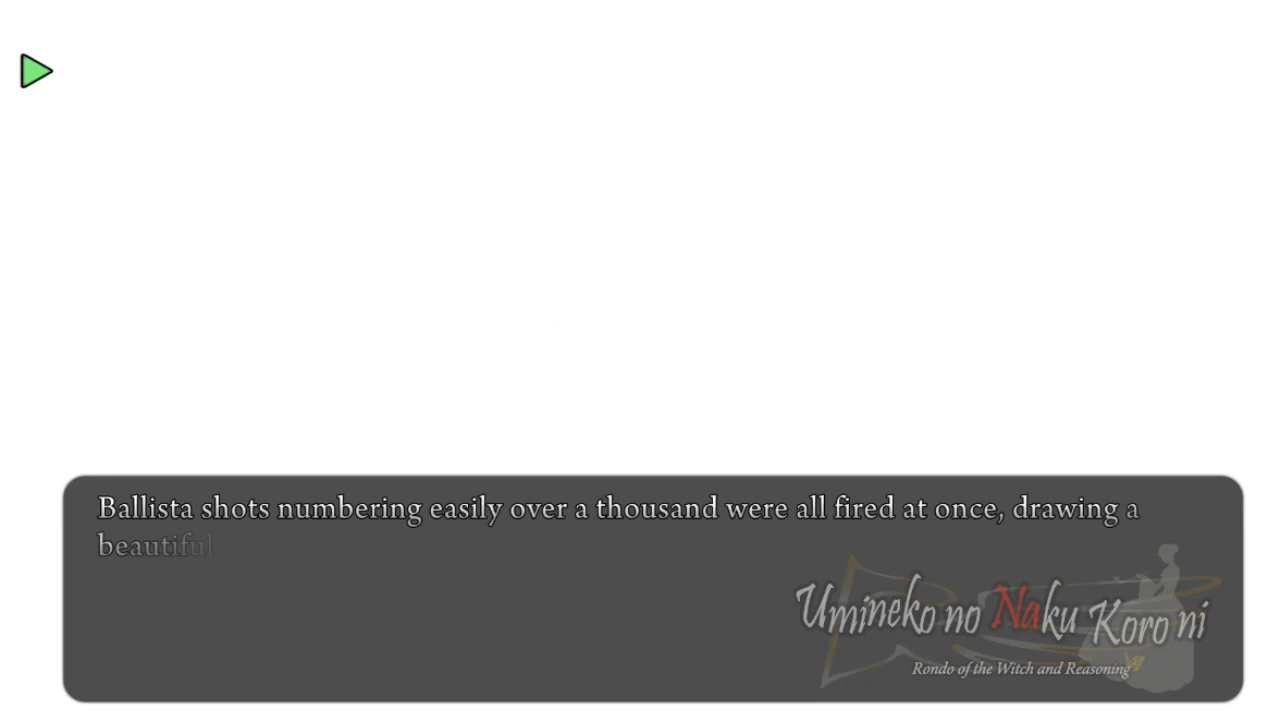 Ballista shots numbering easily over a thousand were all fired at once, drawing a
beautiful
Umineko no Naku Koro ni
Rondo of the Witch and Reasoning